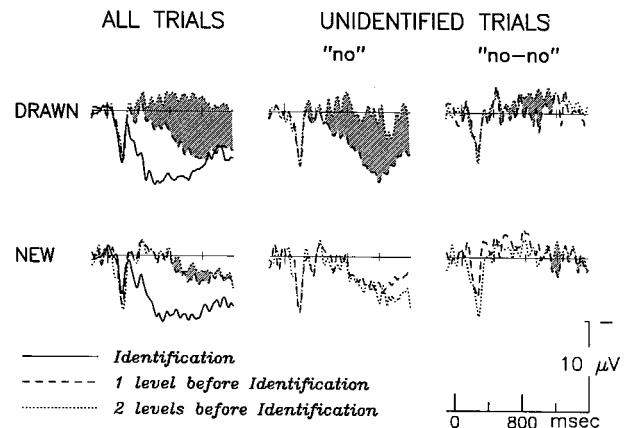 ALL TRIALS
UNIDENTIFIED TRIALS
"no"
"no-no"
DRAWN
NEW
Identification
1 level before Identification
2 levels before Identification
10 μV
0 800 msec